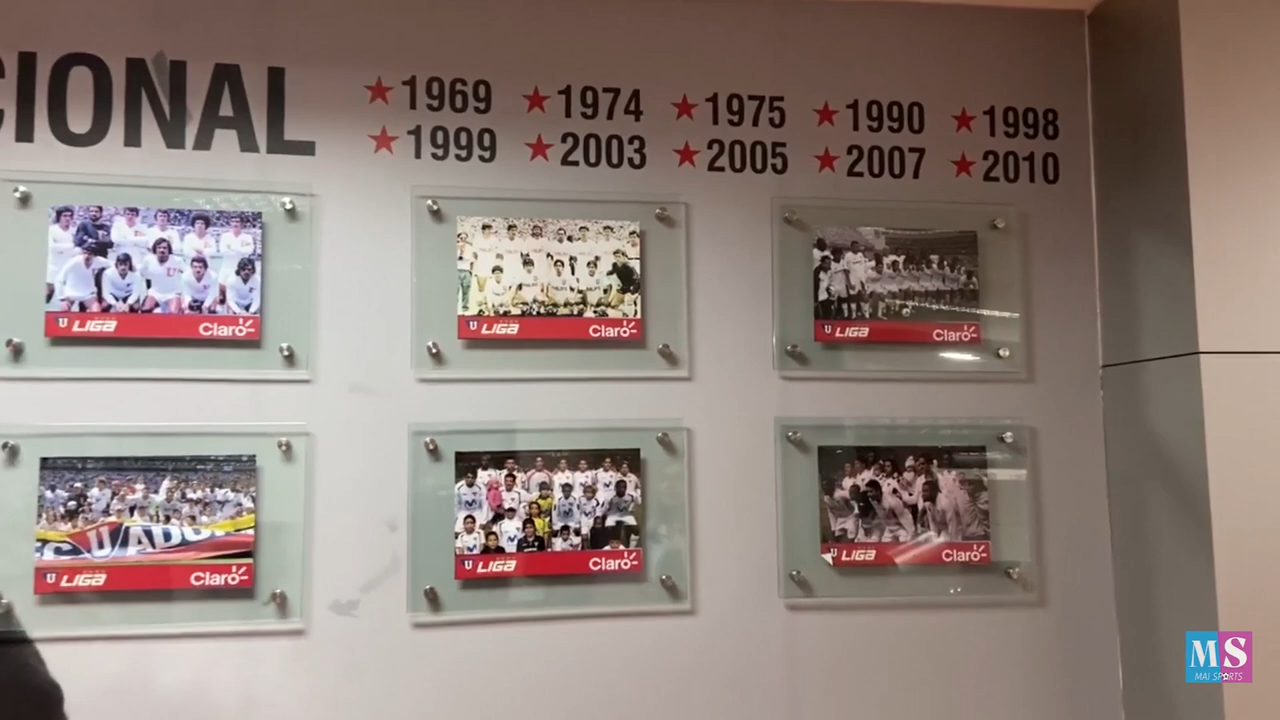 CIONAL
★1969 ★1974 ★1975 ★1990 ★1998
★1999 ★2003 ★2005 ★2007 ★2010
U LIGA Claro
U LIGA Claro
U LIGA Claro
U ADO
U LIGA Claro
U LIGA Claro
U LIGA Claro
MS
MAI SPORTS